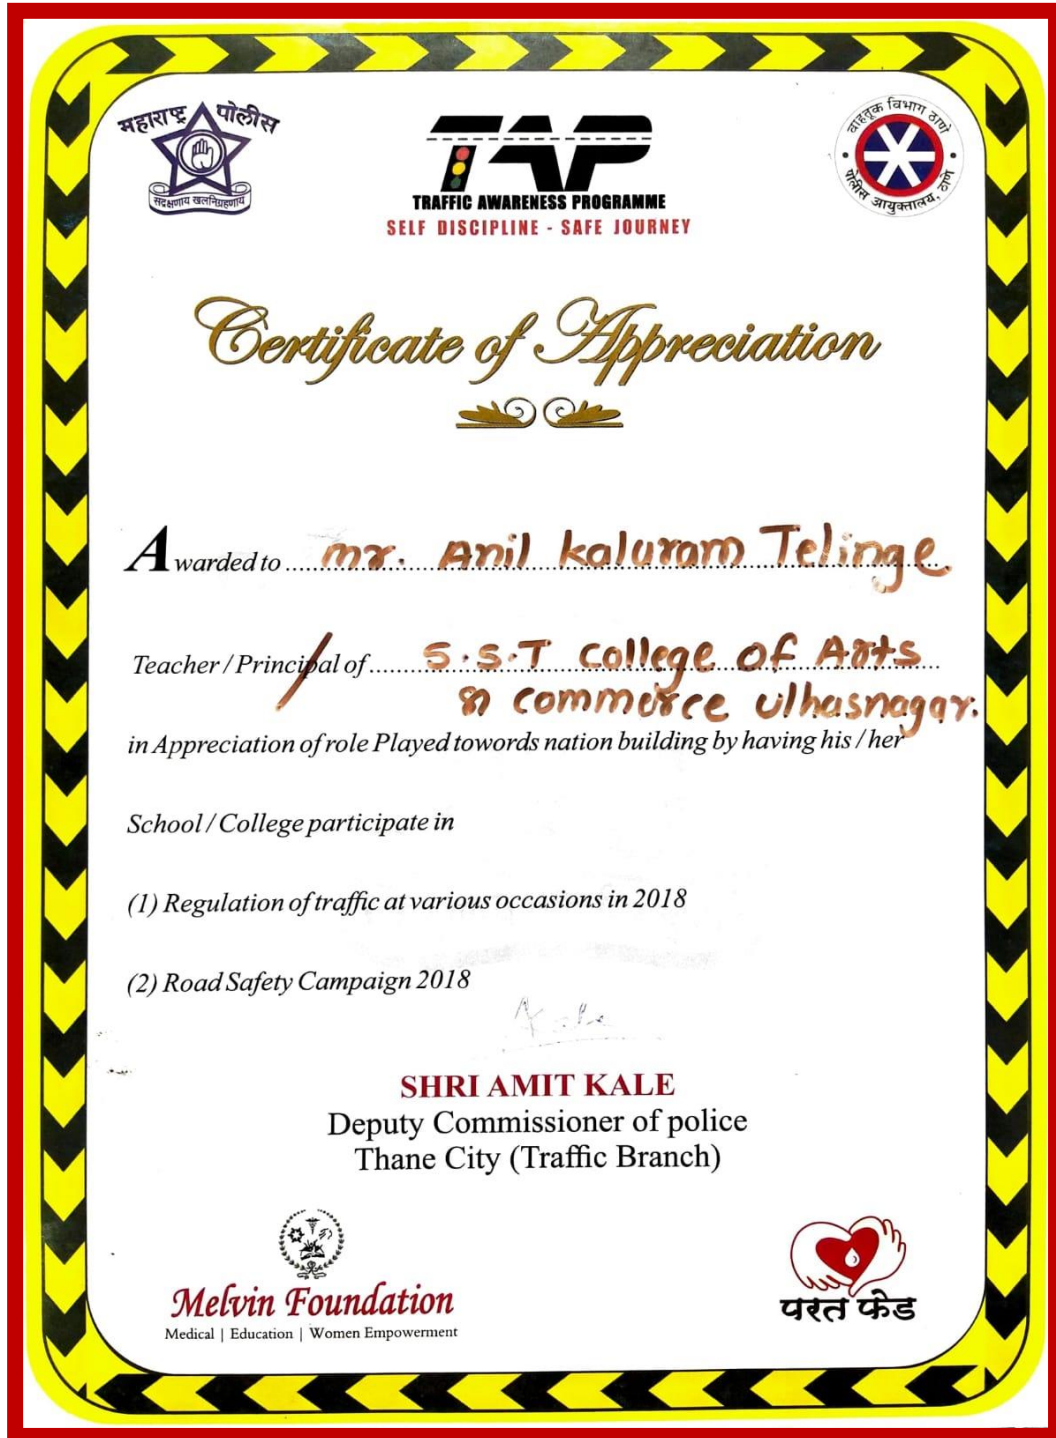 महाराष्ट्र पोलीस
सद्रक्षणाय खलनिग्रहणाय
TAP
TRAFFIC AWARENESS PROGRAMME
SELF DISCIPLINE - SAFE JOURNEY
वाहतूक विभाग ठाणे
पोलीस आयुक्तालय, ठाणे
Certificate of Appreciation
Awarded to ..... mr. Anil kaluram Telinge
Teacher / Principal of ..... S.S.T college of Arts
& commerce ulhasnagar.
in Appreciation of role Played towords nation building by having his / her
School / College participate in
(1) Regulation of traffic at various occasions in 2018
(2) Road Safety Campaign 2018
SHRI AMIT KALE
Deputy Commissioner of police
Thane City (Traffic Branch)
Melvin Foundation
Medical | Education | Women Empowerment
परत फेड